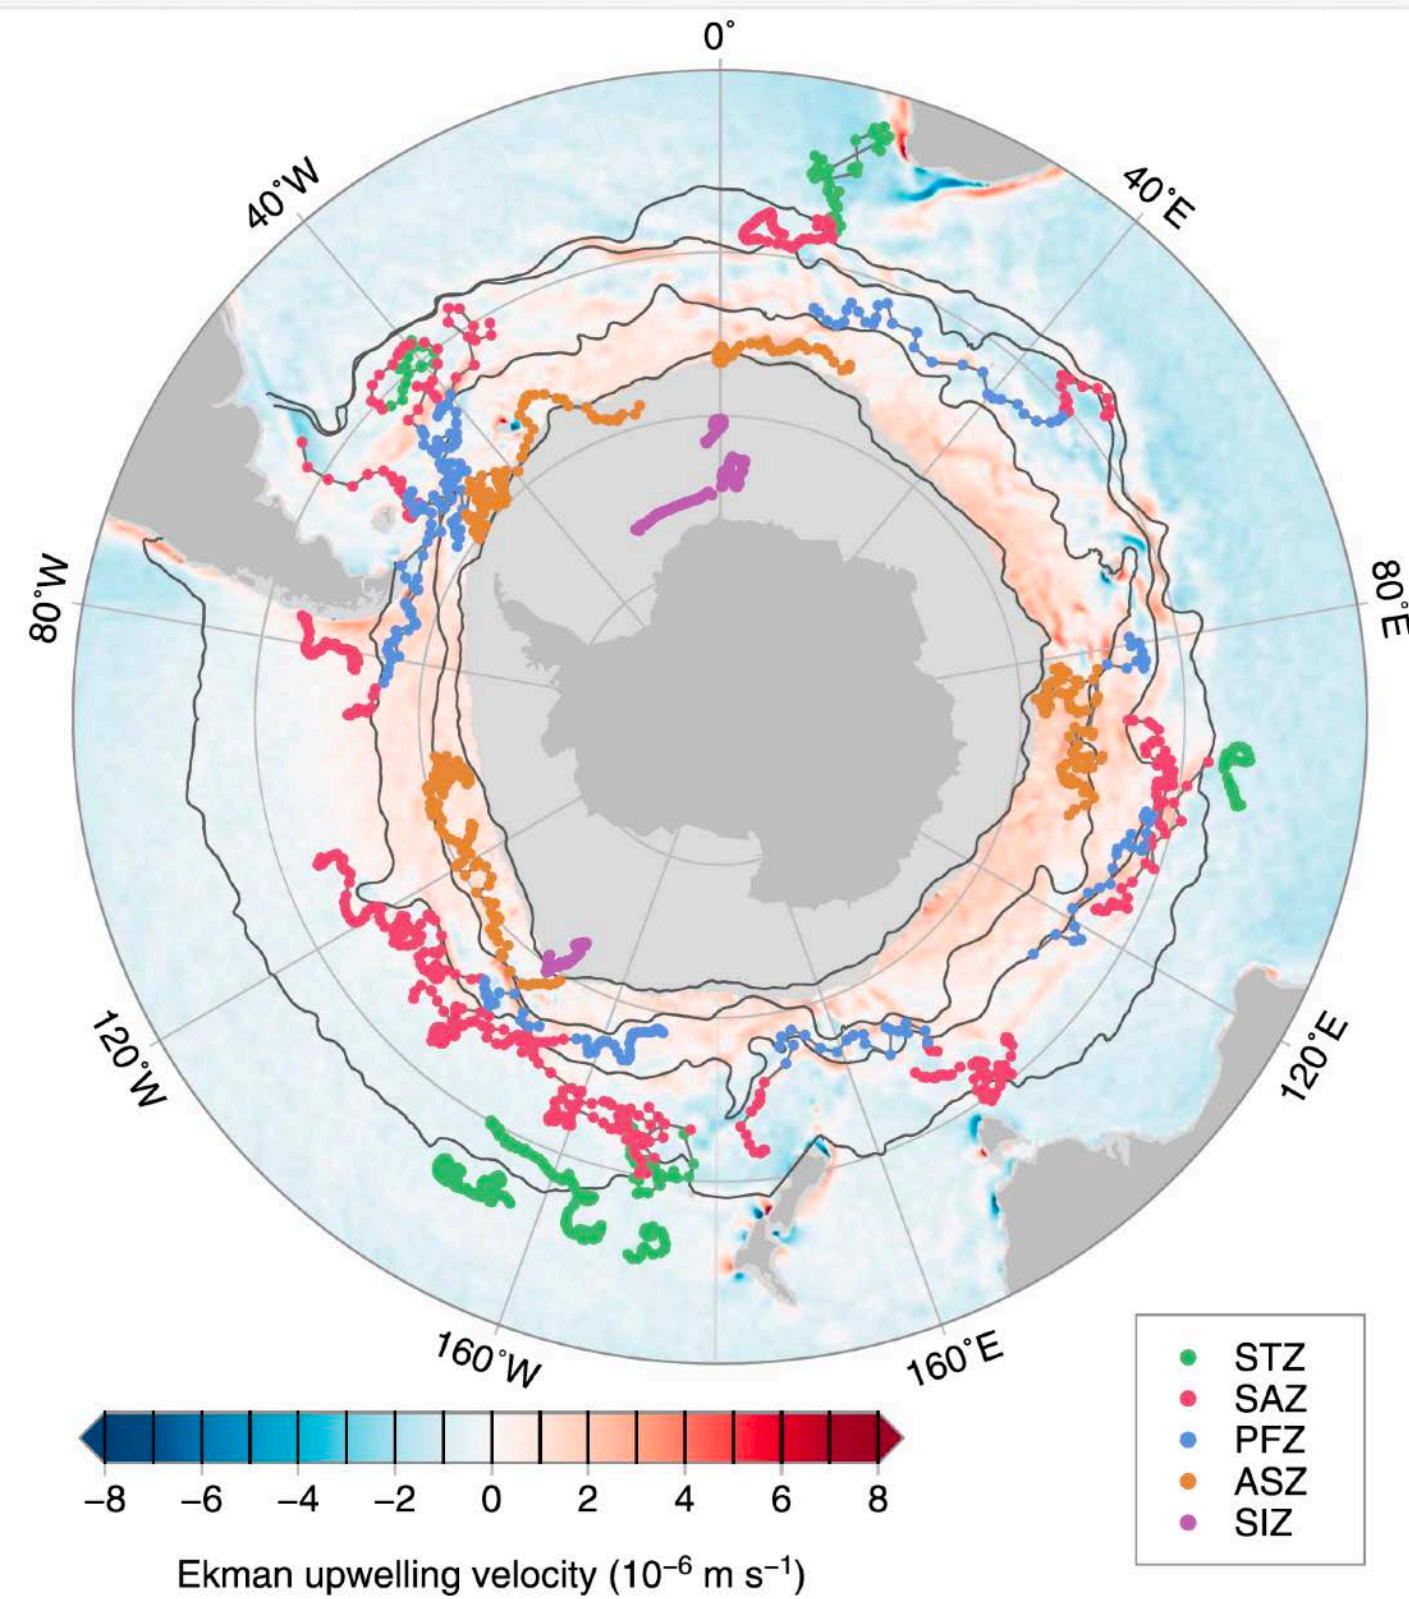 0°
40°W
40°E
80°W
80°E
120°W
120°E
160°W
160°E
STZ
SAZ
PFZ
ASZ
SIZ
−8 −6 −4 −2 0 2 4 6 8
Ekman upwelling velocity (10⁻⁶ m s⁻¹)